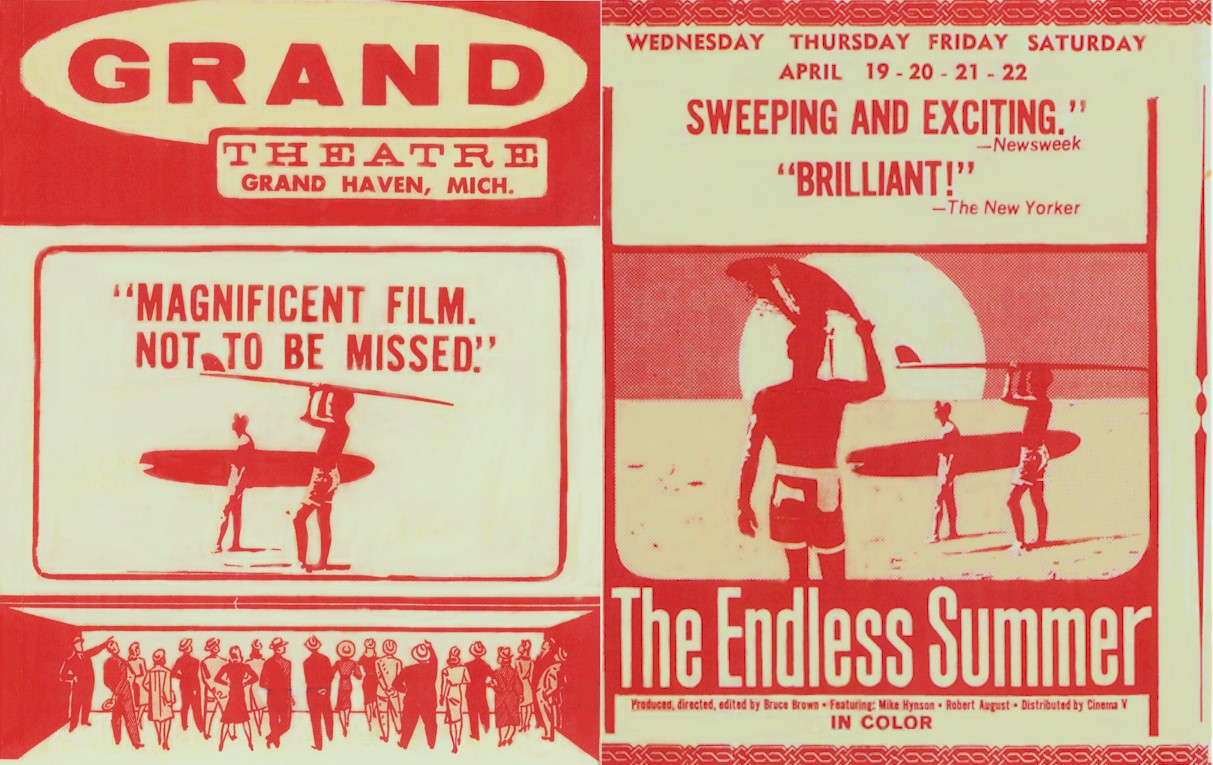 GRAND
THEATRE
GRAND HAVEN, MICH.
“MAGNIFICENT FILM.
NOT TO BE MISSED.”
WEDNESDAY THURSDAY FRIDAY SATURDAY
APRIL 19 - 20 - 21 - 22
SWEEPING AND EXCITING.”
—Newsweek
“BRILLIANT!”
—The New Yorker
The Endless Summer
Produced, directed, edited by Bruce Brown • Featuring: Mike Hynson • Robert August • Distributed by Cinema V
IN COLOR